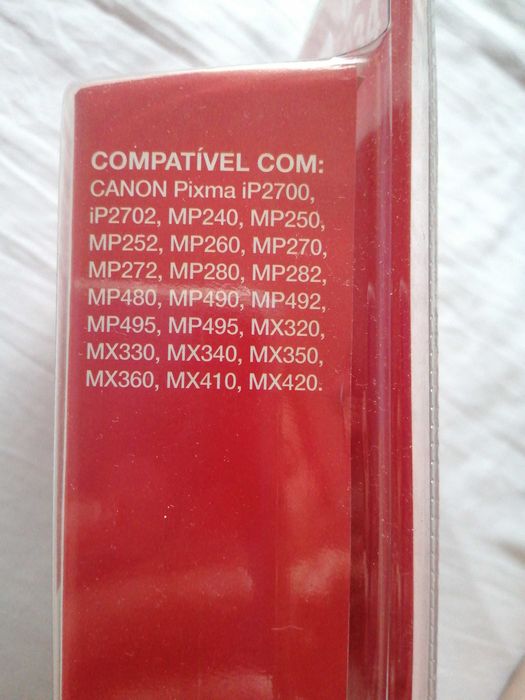 COMPATÍVEL COM:
CANON Pixma iP2700,
iP2702, MP240, MP250,
MP252, MP260, MP270,
MP272, MP280, MP282,
MP480, MP490, MP492,
MP495, MP495, MX320,
MX330, MX340, MX350,
MX360, MX410, MX420.